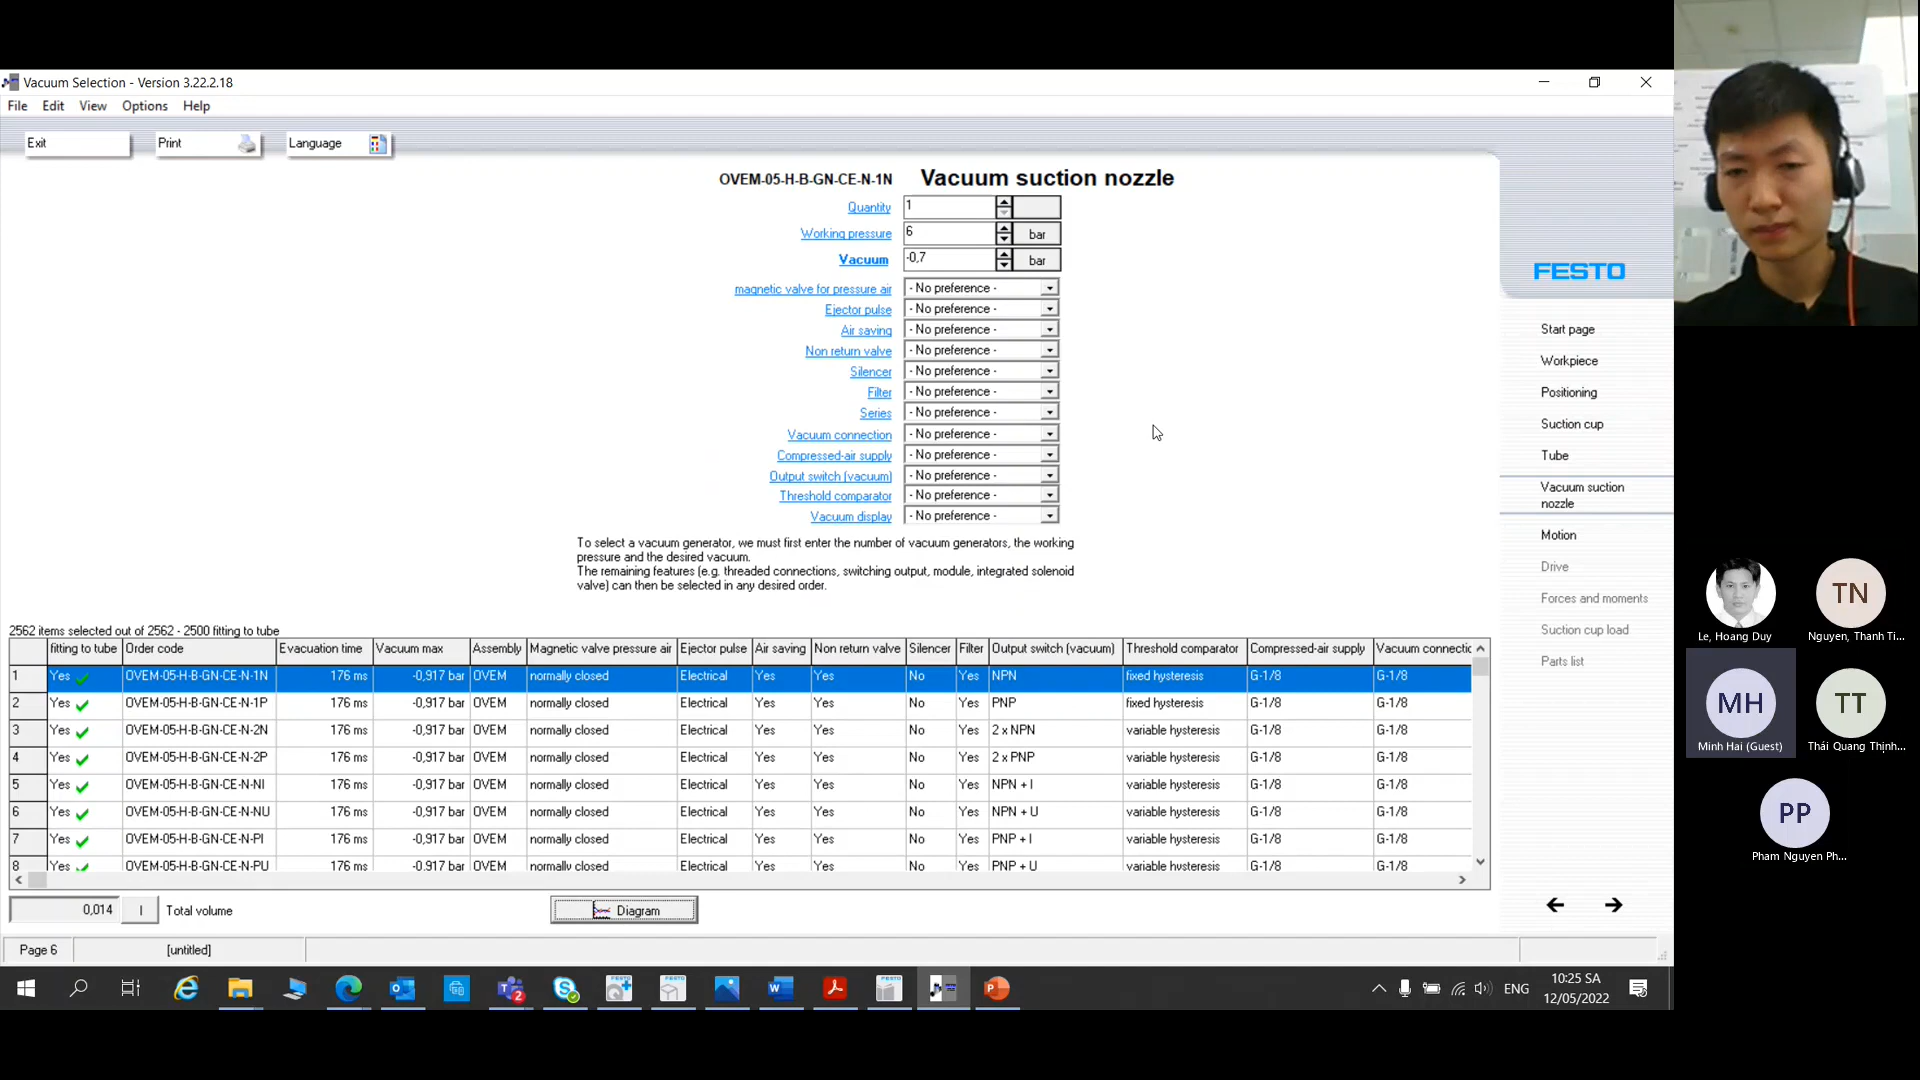 Vacuum Selection - Version 3.22.2.18
File Edit View Options Help
Exit Print Language
OVEM-05-H-B-GN-CE-N-1N Vacuum suction nozzle
Quantity 1
Working pressure 6 bar
Vacuum -0,7 bar
magnetic valve for pressure air - No preference -
Ejector pulse - No preference -
Air saving - No preference -
Non return valve - No preference -
Silencer - No preference -
Filter - No preference -
Series - No preference -
Vacuum connection - No preference -
Compressed-air supply - No preference -
Output switch (vacuum) - No preference -
Threshold comparator - No preference -
Vacuum display - No preference -
To select a vacuum generator, we must first enter the number of vacuum generators, the working
pressure and the desired vacuum.
The remaining features (e.g. threaded connections, switching output, module, integrated solenoid
valve) can then be selected in any desired order.
2562 items selected out of 2562 - 2500 fitting to tube
fitting to tube Order code Evacuation time Vacuum max Assembly Magnetic valve pressure air Ejector pulse Air saving Non return valve Silencer Filter Output switch (vacuum) Threshold comparator Compressed-air supply Vacuum connectic
1 Yes OVEM-05-H-B-GN-CE-N-1N 176 ms -0,917 bar OVEM normally closed Electrical Yes Yes No Yes NPN fixed hysteresis G-1/8 G-1/8
2 Yes OVEM-05-H-B-GN-CE-N-1P 176 ms -0,917 bar OVEM normally closed Electrical Yes Yes No Yes PNP fixed hysteresis G-1/8 G-1/8
3 Yes OVEM-05-H-B-GN-CE-N-2N 176 ms -0,917 bar OVEM normally closed Electrical Yes Yes No Yes 2 x NPN variable hysteresis G-1/8 G-1/8
4 Yes OVEM-05-H-B-GN-CE-N-2P 176 ms -0,917 bar OVEM normally closed Electrical Yes Yes No Yes 2 x PNP variable hysteresis G-1/8 G-1/8
5 Yes OVEM-05-H-B-GN-CE-N-NI 176 ms -0,917 bar OVEM normally closed Electrical Yes Yes No Yes NPN + I variable hysteresis G-1/8 G-1/8
6 Yes OVEM-05-H-B-GN-CE-N-NU 176 ms -0,917 bar OVEM normally closed Electrical Yes Yes No Yes NPN + U variable hysteresis G-1/8 G-1/8
7 Yes OVEM-05-H-B-GN-CE-N-PI 176 ms -0,917 bar OVEM normally closed Electrical Yes Yes No Yes PNP + I variable hysteresis G-1/8 G-1/8
8 Yes OVEM-05-H-B-GN-CE-N-PU 176 ms -0,917 bar OVEM normally closed Electrical Yes Yes No Yes PNP + U variable hysteresis G-1/8 G-1/8
0,014 l Total volume Diagram
Page 6 [untitled]
FESTO
Start page
Workpiece
Positioning
Suction cup
Tube
Vacuum suction
nozzle
Motion
Drive
Forces and moments
Suction cup load
Parts list
ENG 10:25 SA
12/05/2022
TN
Le, Hoang Duy Nguyen, Thanh Ti...
MH TT
Minh Hai (Guest) Thái Quang Thịnh...
PP
Pham Nguyen Ph...